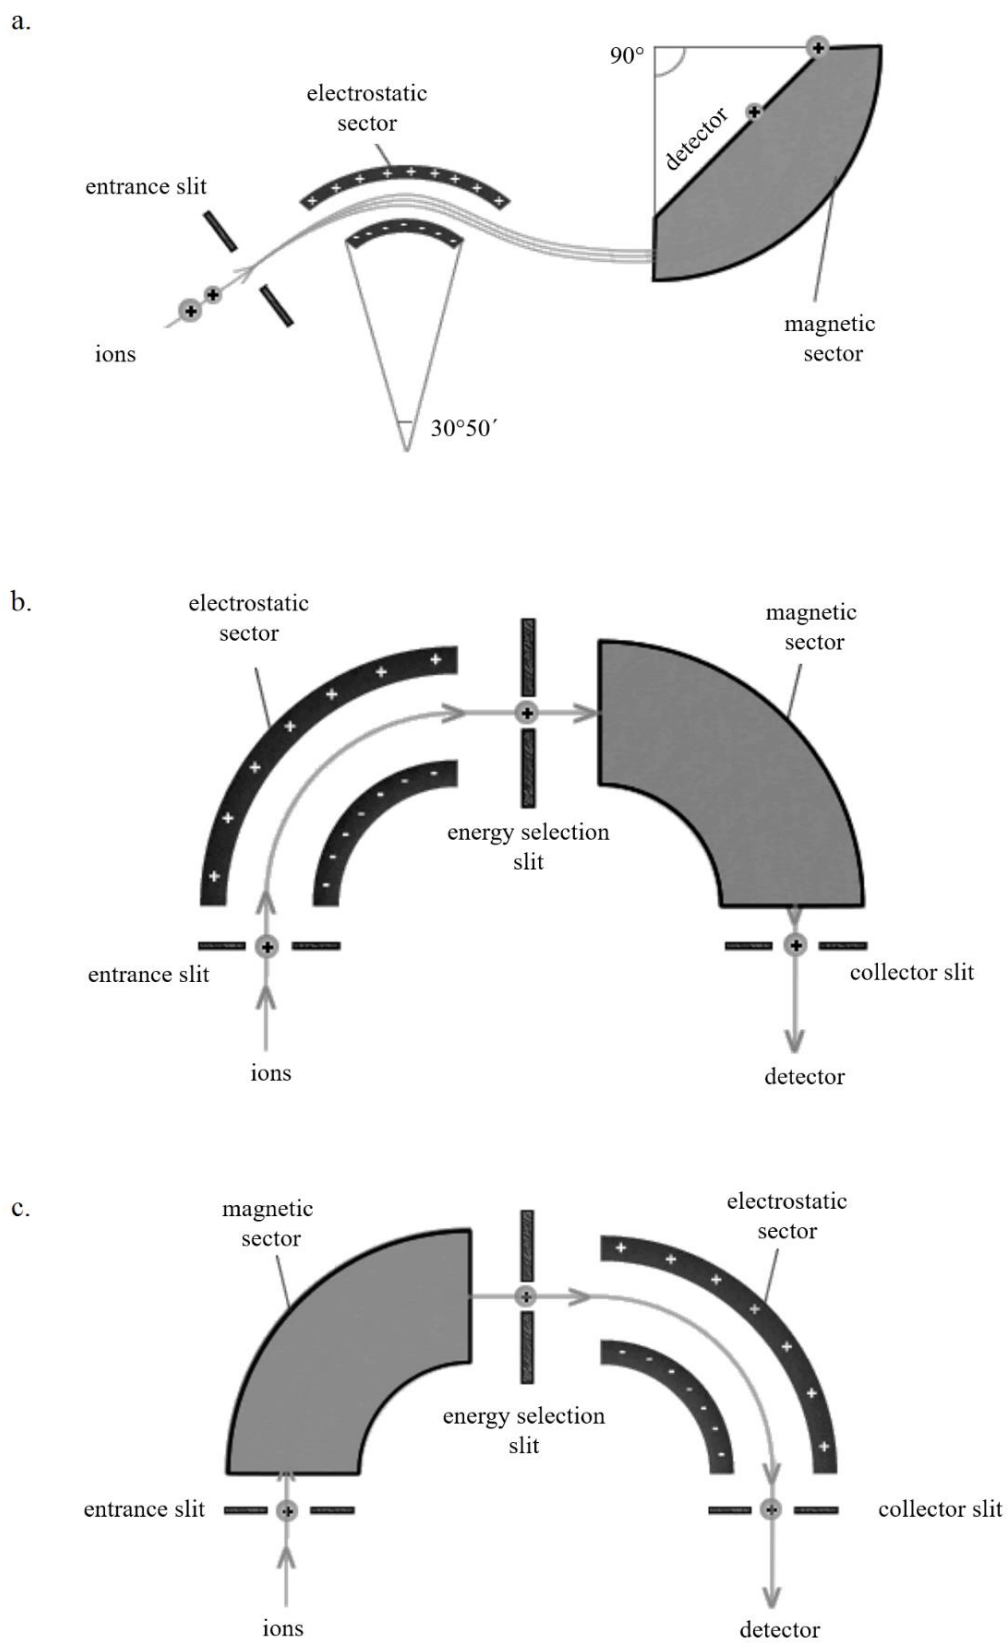 a.
electrostatic
sector
90°
detector
entrance slit
ions
magnetic
sector
30°50´
b.
electrostatic
sector
magnetic
sector
energy selection
slit
entrance slit
collector slit
ions
detector
c.
magnetic
sector
electrostatic
sector
energy selection
slit
entrance slit
collector slit
ions
detector